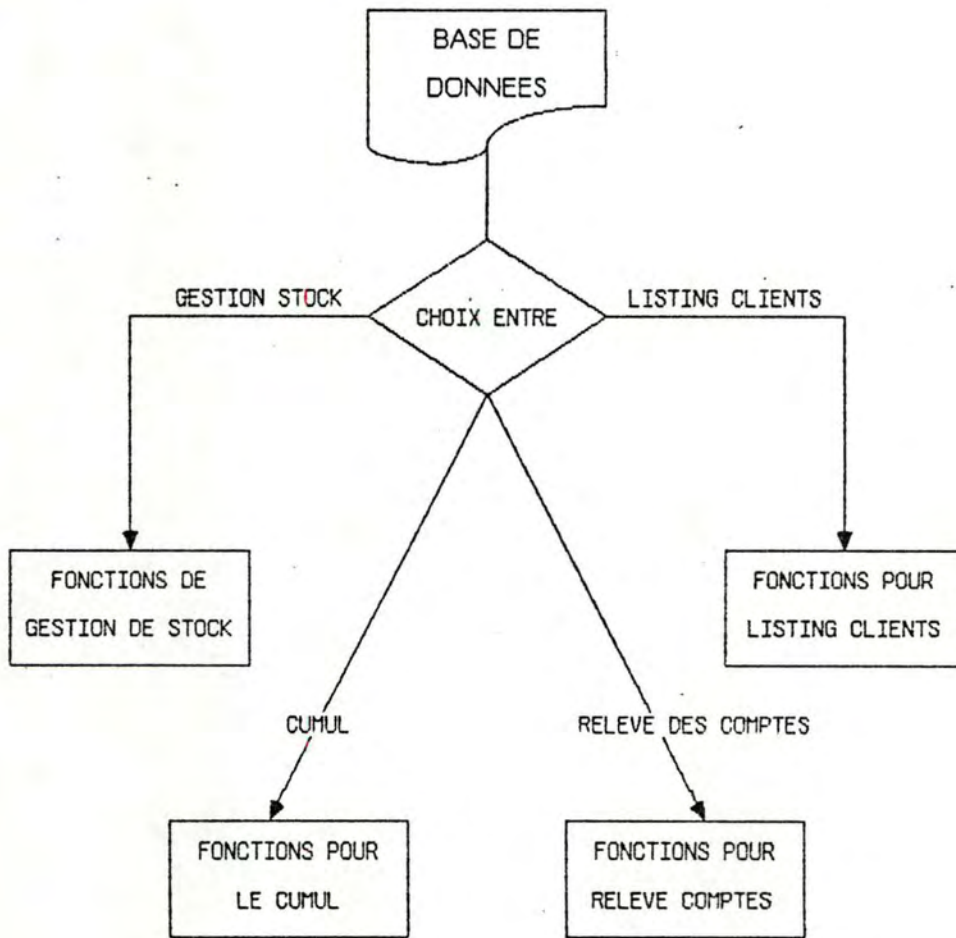 BASE DE
DONNEES
GESTION STOCK
CHOIX ENTRE
LISTING CLIENTS
FONCTIONS DE
GESTION DE STOCK
FONCTIONS POUR
LISTING CLIENTS
CUMUL
RELEVE DES COMPTES
FONCTIONS POUR
LE CUMUL
FONCTIONS POUR
RELEVE COMPTES